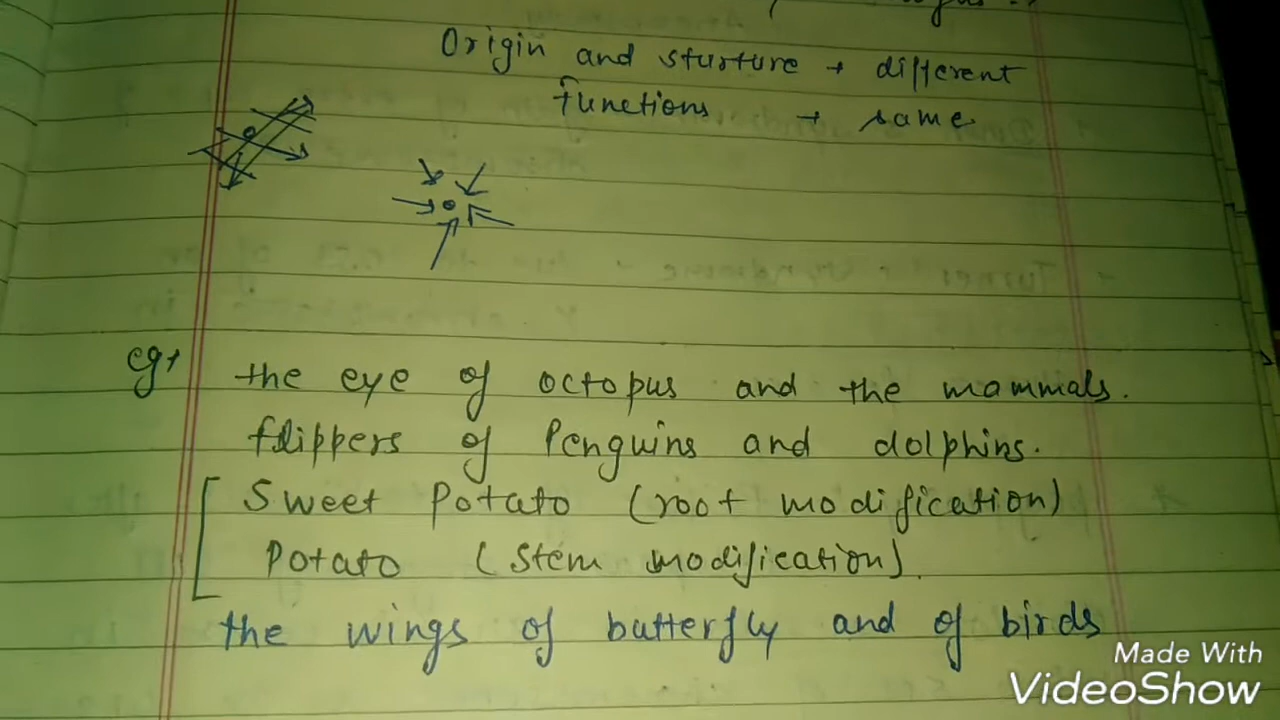 Origin and sturture → different
functions → same
eg,
the eye of octopus and the mammals.
flippers of Penguins and dolphins.
Sweet Potato (root modification)
Potato (Stem modification).
the wings of butterfly and of birds
Made With
VideoShow